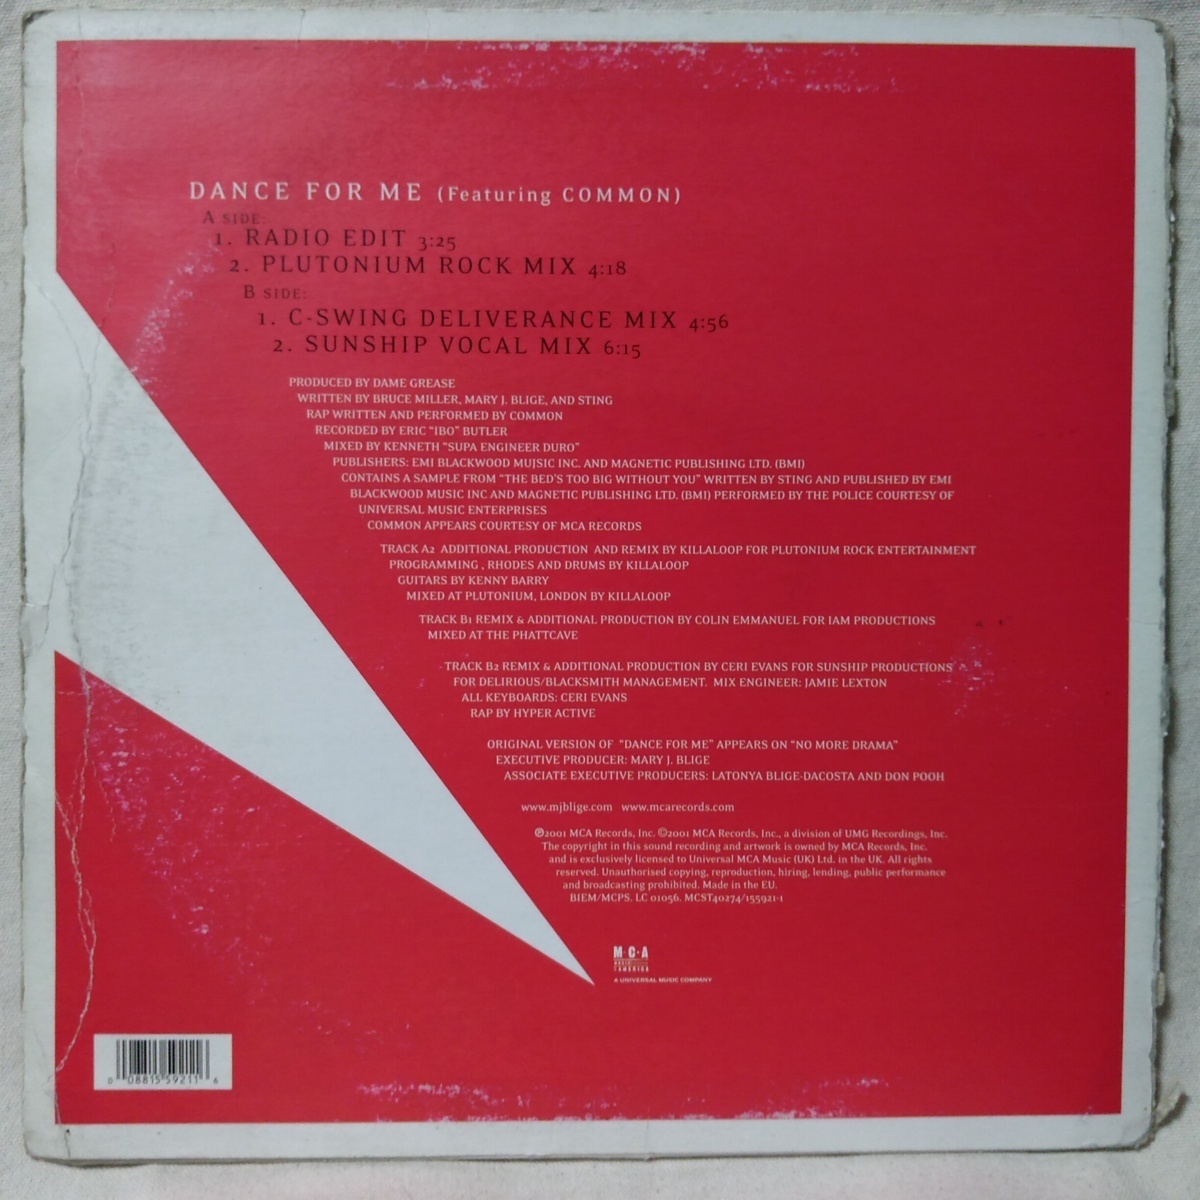 DANCE FOR ME (Featuring COMMON)
A SIDE:
1. RADIO EDIT 3:25
2. PLUTONIUM ROCK MIX 4:18
B SIDE:
1. C-SWING DELIVERANCE MIX 4:56
2. SUNSHIP VOCAL MIX 6:15
PRODUCED BY DAME GREASE
WRITTEN BY BRUCE MILLER, MARY J. BLIGE, AND STING
RAP WRITTEN AND PERFORMED BY COMMON
RECORDED BY ERIC "IBO" BUTLER
MIXED BY KENNETH "SUPA ENGINEER DURO"
PUBLISHERS: EMI BLACKWOOD MUJSIC INC. AND MAGNETIC PUBLISHING LTD. (BMI)
CONTAINS A SAMPLE FROM "THE BED'S TOO BIG WITHOUT YOU" WRITTEN BY STING AND PUBLISHED BY EMI
BLACKWOOD MUSIC INC AND MAGNETIC PUBLISHING LTD. (BMI) PERFORMED BY THE POLICE COURTESY OF
UNIVERSAL MUSIC ENTERPRISES
COMMON APPEARS COURTESY OF MCA RECORDS
TRACK A2 ADDITIONAL PRODUCTION AND REMIX BY KILLALOOP FOR PLUTONIUM ROCK ENTERTAINMENT
PROGRAMMING , RHODES AND DRUMS BY KILLALOOP
GUITARS BY KENNY BARRY
MIXED AT PLUTONIUM, LONDON BY KILLALOOP
TRACK B1 REMIX & ADDITIONAL PRODUCTION BY COLIN EMMANUEL FOR IAM PRODUCTIONS
MIXED AT THE PHATTCAVE
TRACK B2 REMIX & ADDITIONAL PRODUCTION BY CERI EVANS FOR SUNSHIP PRODUCTIONS
FOR DELIRIOUS/BLACKSMITH MANAGEMENT. MIX ENGINEER: JAMIE LEXTON
ALL KEYBOARDS: CERI EVANS
RAP BY HYPER ACTIVE
ORIGINAL VERSION OF "DANCE FOR ME" APPEARS ON "NO MORE DRAMA"
EXECUTIVE PRODUCER: MARY J. BLIGE
ASSOCIATE EXECUTIVE PRODUCERS: LATONYA BLIGE-DACOSTA AND DON POOH
www.mjblige.com www.mcarecords.com
℗2001 MCA Records, Inc. ©2001 MCA Records, Inc., a division of UMG Recordings, Inc.
The copyright in this sound recording and artwork is owned by MCA Records, Inc.
and is exclusively licensed to Universal MCA Music (UK) Ltd. in the UK. All rights
reserved. Unauthorised copying, reproduction, hiring, lending, public performance
and broadcasting prohibited. Made in the EU.
BIEM/MCPS. LC 01056. MCST40274/155921-1
M·C·A
MUSIC
AMERICA
A UNIVERSAL MUSIC COMPANY
0 08815 59211 6